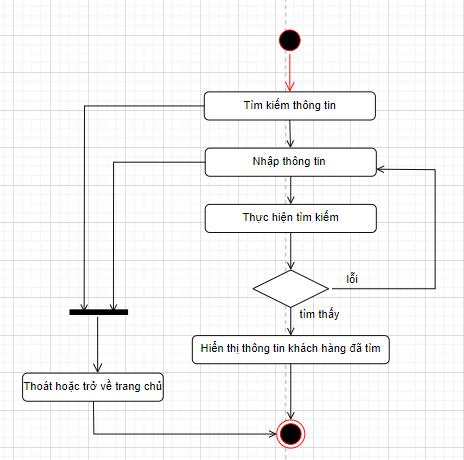 Tìm kiếm thông tin
Nhập thông tin
Thực hiện tìm kiếm
lỗi
tìm thấy
Hiển thị thông tin khách hàng đã tìm
Thoát hoặc trở về trang chủ